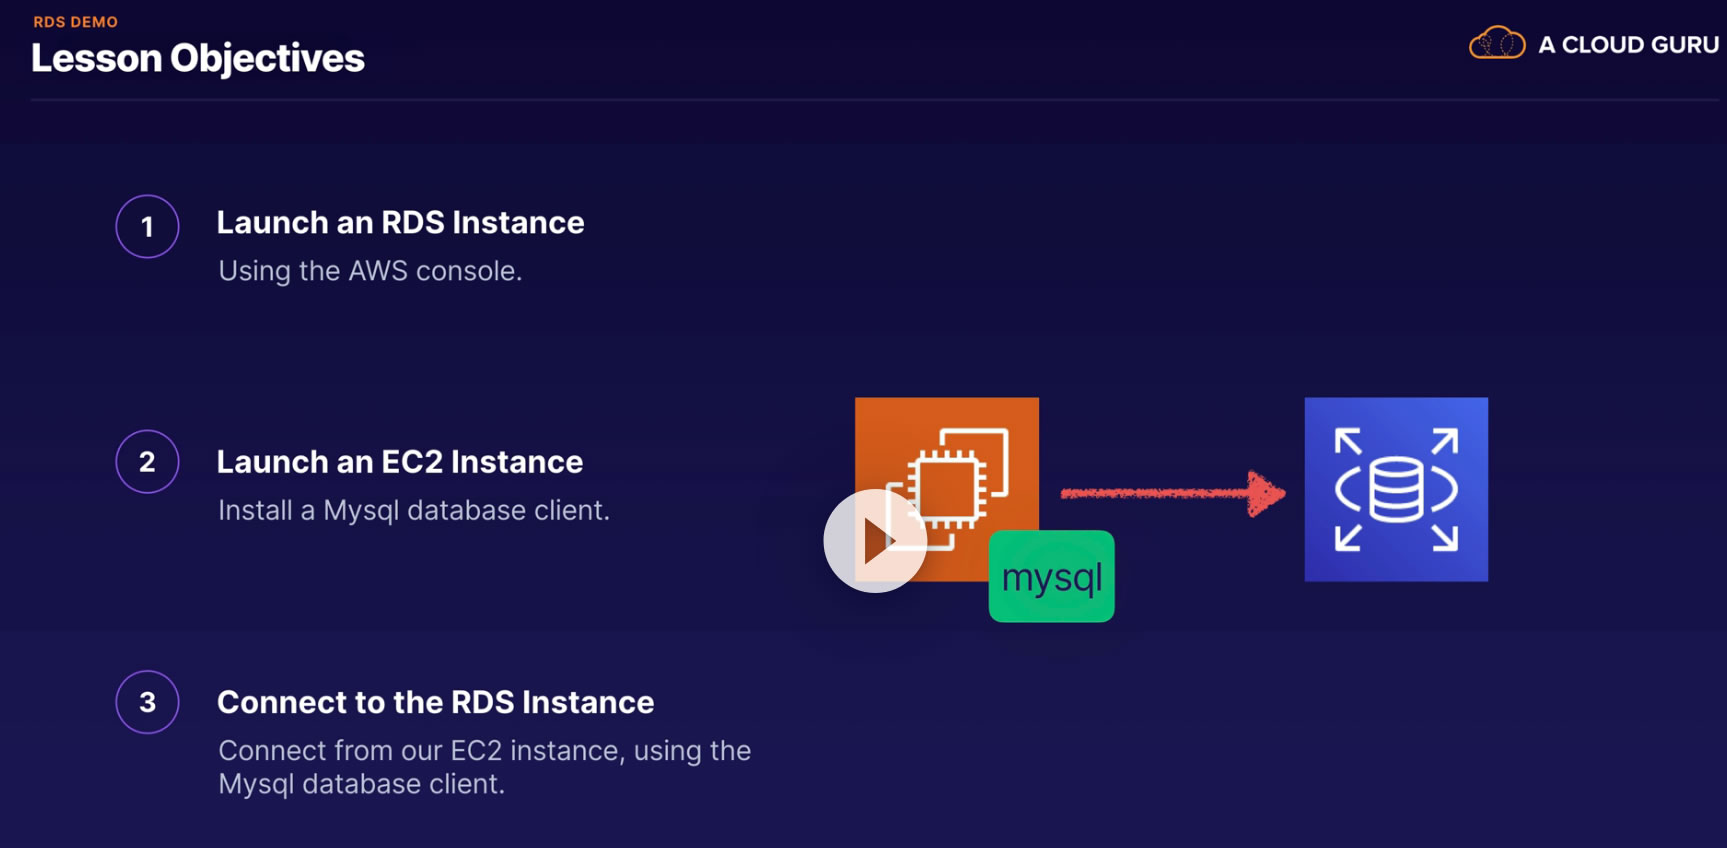 RDS DEMO
Lesson Objectives
A CLOUD GURU
1
Launch an RDS Instance
Using the AWS console.
2
Launch an EC2 Instance
Install a Mysql database client.
mysql
3
Connect to the RDS Instance
Connect from our EC2 instance, using the
Mysql database client.